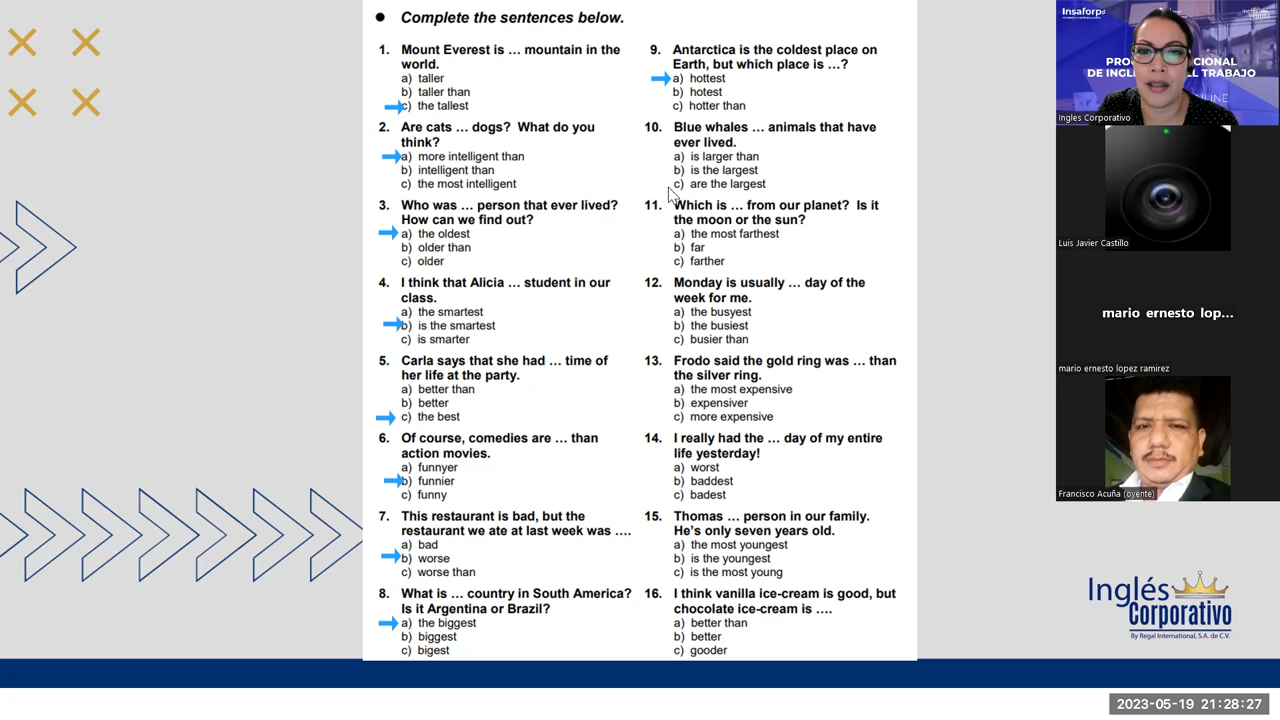 ● Complete the sentences below.
1. Mount Everest is … mountain in the
world.
a) taller
b) taller than
c) the tallest
2. Are cats … dogs? What do you
think?
a) more intelligent than
b) intelligent than
c) the most intelligent
3. Who was … person that ever lived?
How can we find out?
a) the oldest
b) older than
c) older
4. I think that Alicia … student in our
class.
a) the smartest
b) is the smartest
c) is smarter
5. Carla says that she had … time of
her life at the party.
a) better than
b) better
c) the best
6. Of course, comedies are … than
action movies.
a) funnyer
b) funnier
c) funny
7. This restaurant is bad, but the
restaurant we ate at last week was ….
a) bad
b) worse
c) worse than
8. What is … country in South America?
Is it Argentina or Brazil?
a) the biggest
b) biggest
c) bigest
9. Antarctica is the coldest place on
Earth, but which place is …?
a) hottest
b) hotest
c) hotter than
10. Blue whales … animals that have
ever lived.
a) is larger than
b) is the largest
c) are the largest
11. Which is … from our planet? Is it
the moon or the sun?
a) the most farthest
b) far
c) farther
12. Monday is usually … day of the
week for me.
a) the busyest
b) the busiest
c) busier than
13. Frodo said the gold ring was … than
the silver ring.
a) the most expensive
b) expensiver
c) more expensive
14. I really had the … day of my entire
life yesterday!
a) worst
b) baddest
c) badest
15. Thomas … person in our family.
He's only seven years old.
a) the most youngest
b) is the youngest
c) is the most young
16. I think vanilla ice-cream is good, but
chocolate ice-cream is ….
a) better than
b) better
c) gooder
Insaforp
Ingles Corporativo
Luis Javier Castillo
mario ernesto lop...
mario ernesto lopez ramirez
Francisco Acuña (oyente)
Inglés
Corporativo
By Regal International, S.A. de C.V.
2023-05-19 21:28:27